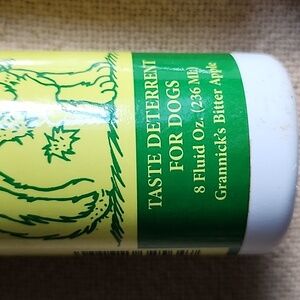 TASTE DETERRENT
FOR DOGS
8 Fluid Oz. (236 ML)
Grannick's Bitter Apple